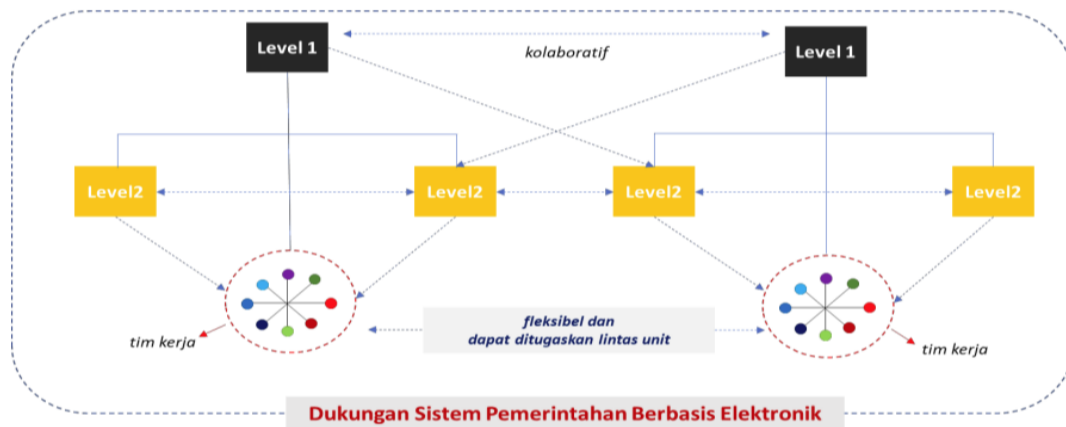 Level 1
kolaboratif
Level 1
Level2
Level2
Level2
Level2
fleksibel dan
dapat ditugaskan lintas unit
tim kerja
tim kerja
Dukungan Sistem Pemerintahan Berbasis Elektronik